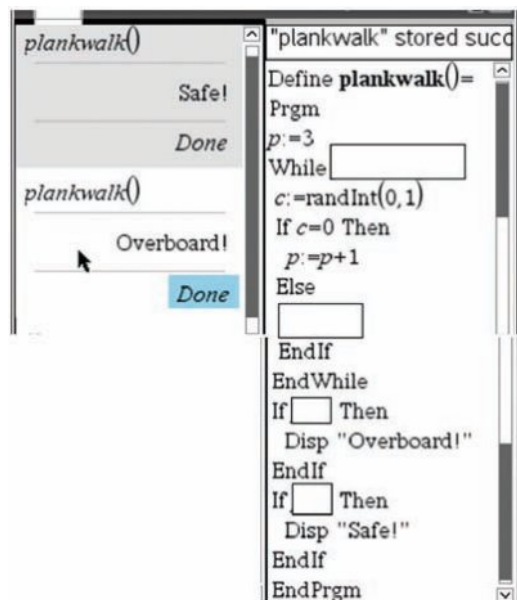 plankwalk()
Safe!
Done
plankwalk()
Overboard!
Done
"plankwalk" stored succ
Define plankwalk()=
Prgm
p:=3
While
c:=randInt(0,1)
If c=0 Then
p:=p+1
Else
EndIf
EndWhile
If Then
Disp "Overboard!"
EndIf
If Then
Disp "Safe!"
EndIf
EndPrgm